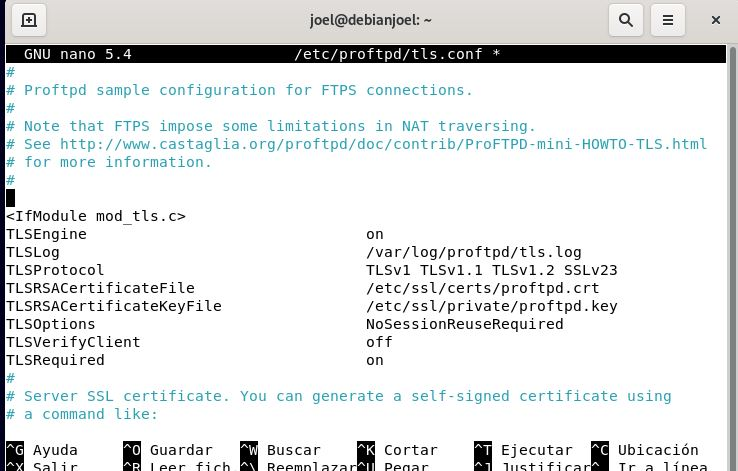 joel@debianjoel: ~
GNU nano 5.4 /etc/proftpd/tls.conf *
#
# Proftpd sample configuration for FTPS connections.
#
# Note that FTPS impose some limitations in NAT traversing.
# See http://www.castaglia.org/proftpd/doc/contrib/ProFTPD-mini-HOWTO-TLS.html
# for more information.
#
<IfModule mod_tls.c>
TLSEngine on
TLSLog /var/log/proftpd/tls.log
TLSProtocol TLSv1 TLSv1.1 TLSv1.2 SSLv23
TLSRSACertificateFile /etc/ssl/certs/proftpd.crt
TLSRSACertificateKeyFile /etc/ssl/private/proftpd.key
TLSOptions NoSessionReuseRequired
TLSVerifyClient off
TLSRequired on
#
# Server SSL certificate. You can generate a self-signed certificate using
# a command like:
^G Ayuda ^O Guardar ^W Buscar ^K Cortar ^T Ejecutar ^C Ubicación
^X Salir ^R Leer fich ^\ Reemplazar ^U Pegar ^J Justificar ^_ Ir a línea